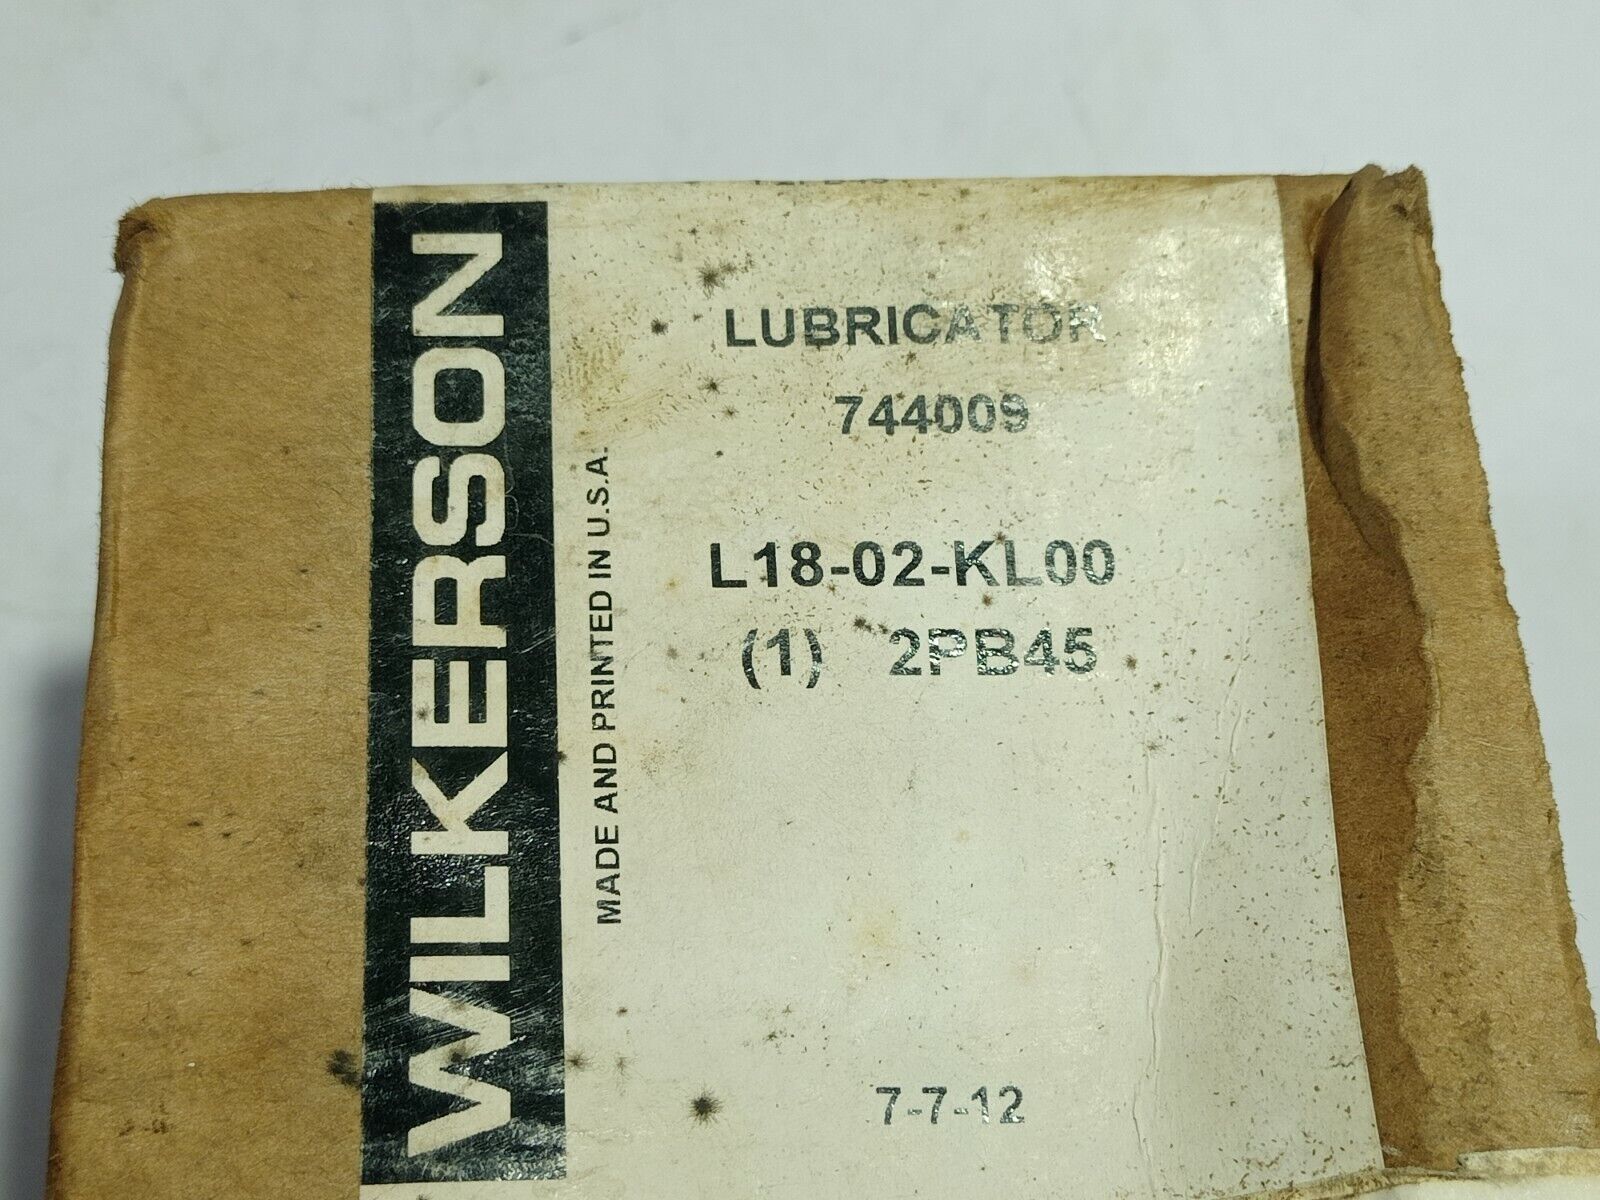 WILKERSON
MADE AND PRINTED IN U.S.A.
LUBRICATOR
744009
L18-02-KL00
(1) 2PB45
7-7-12